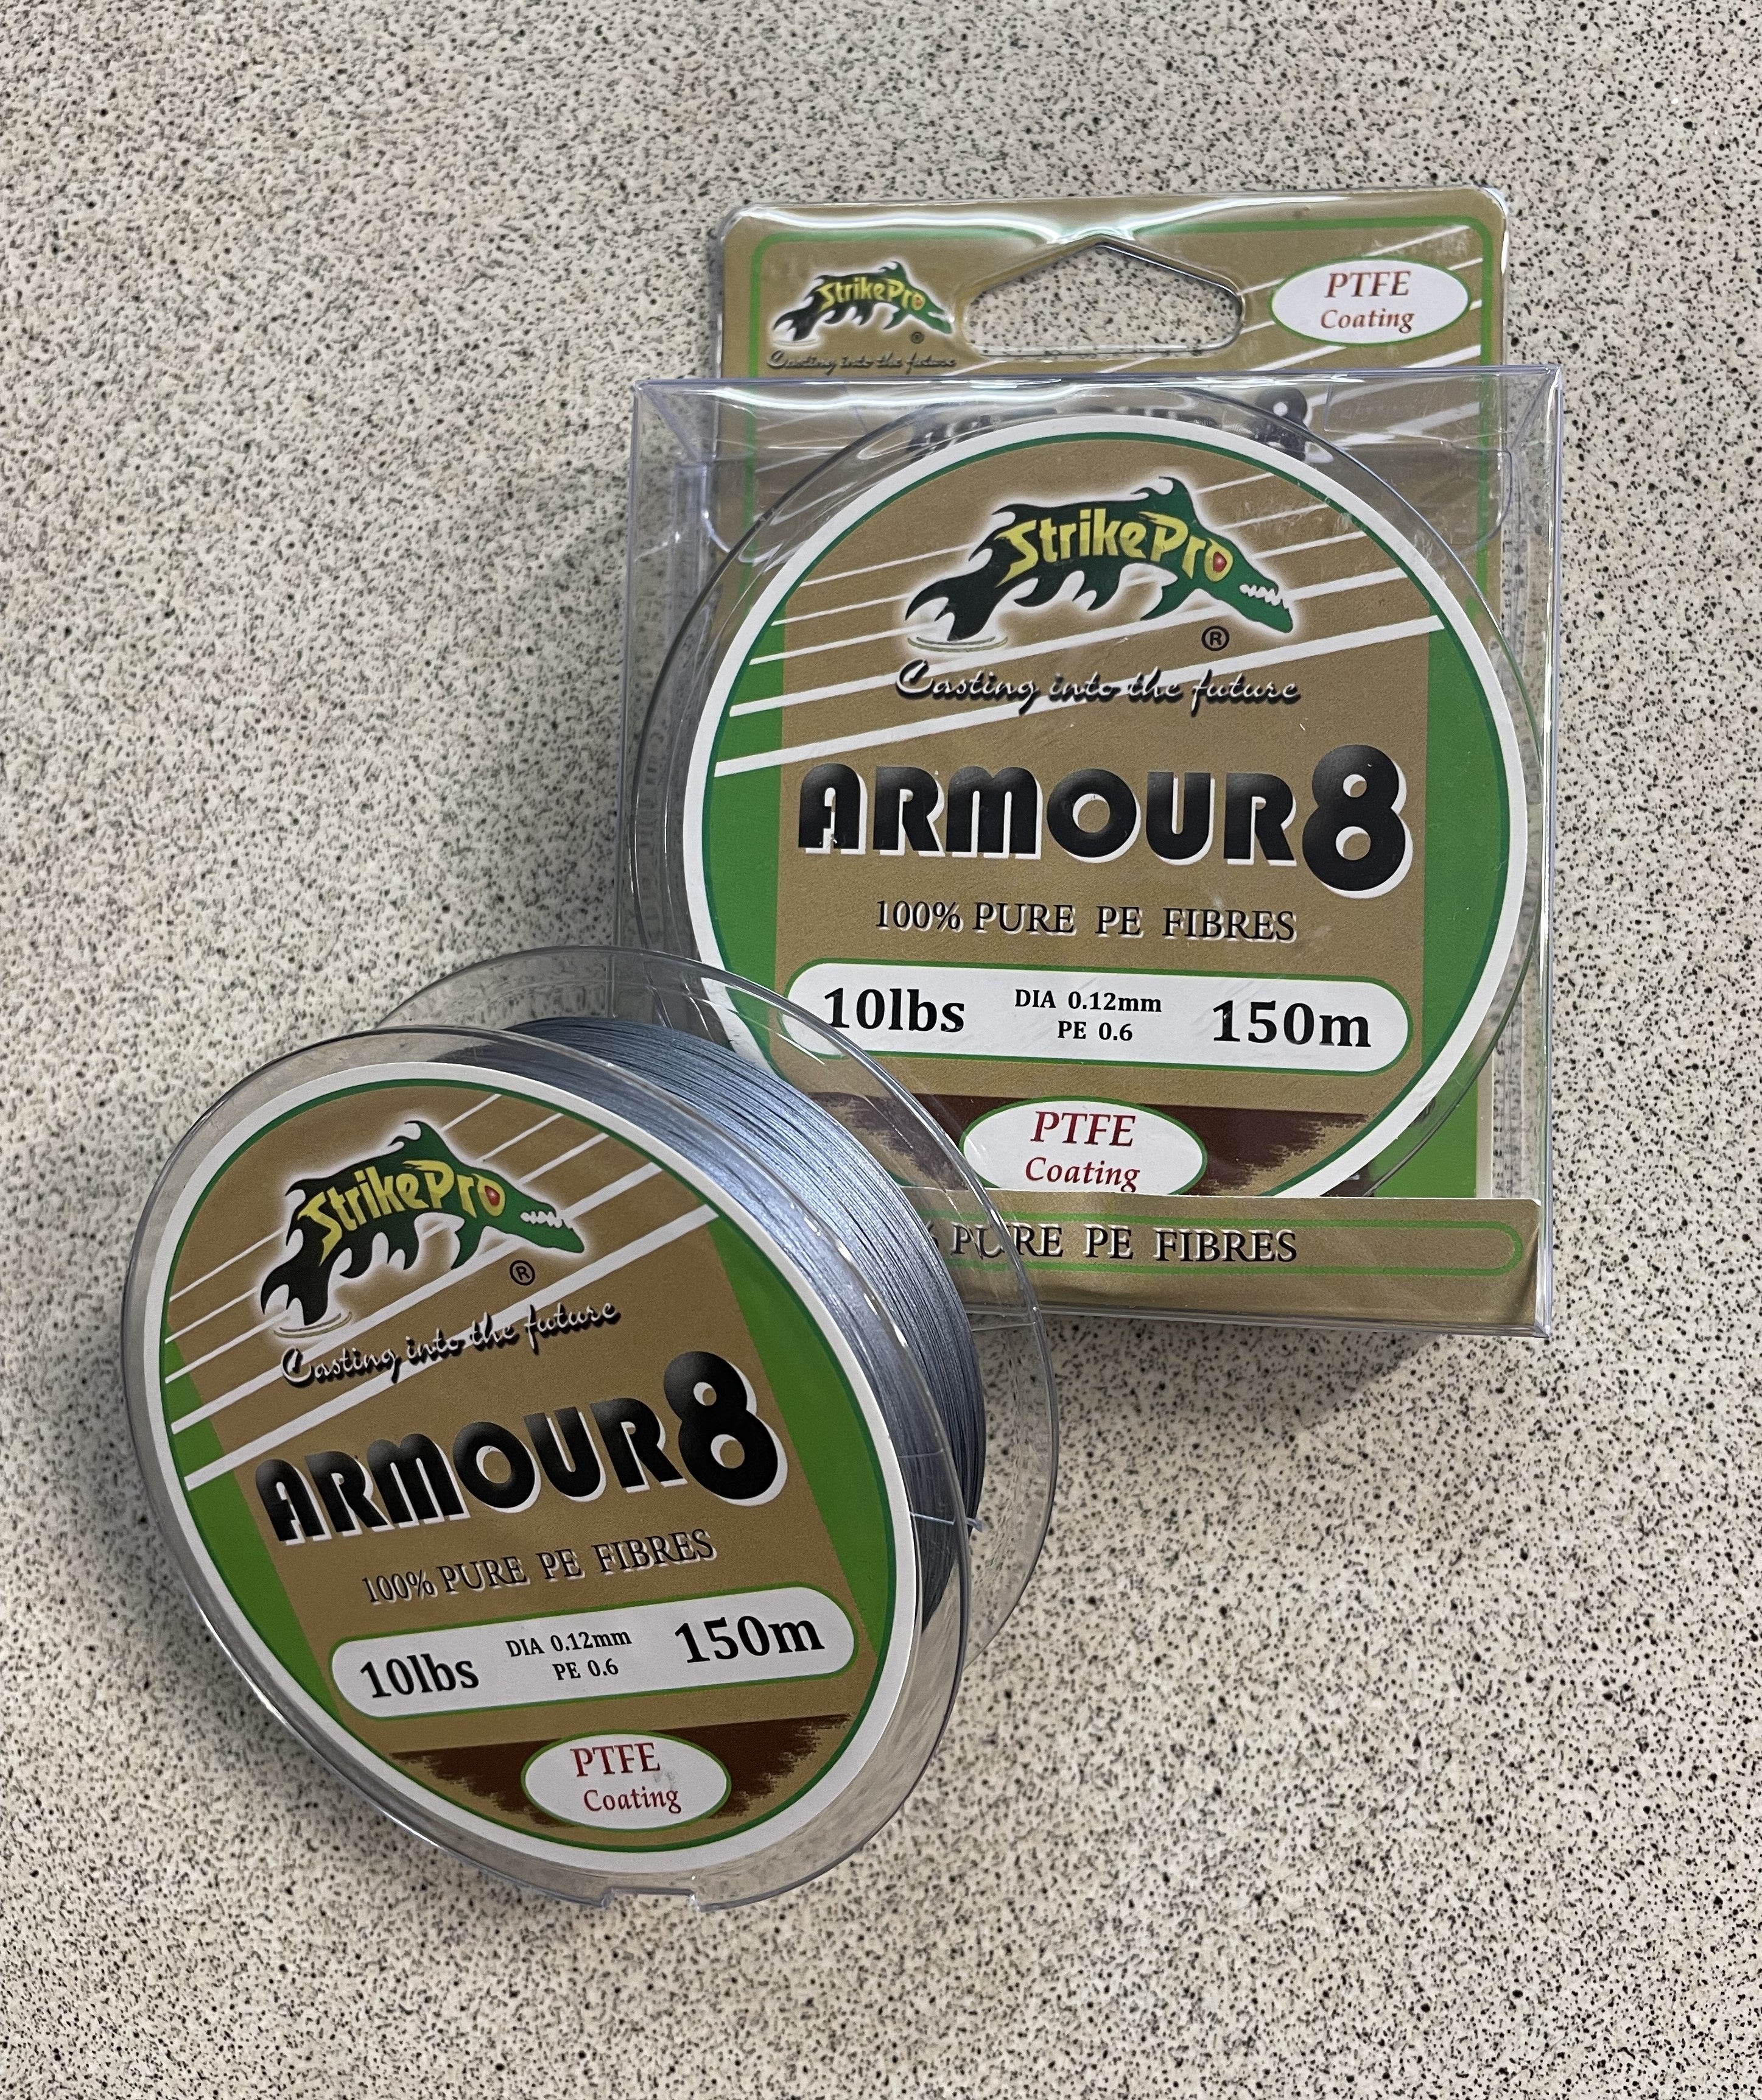 StrikePro
®
Casting into the future
PTFE
Coating
StrikePro
®
Casting into the future
ARMOUR8
100% PURE PE FIBRES
10lbs
DIA 0.12mm
PE 0.6
150m
PTFE
Coating
% PURE PE FIBRES
StrikePro
®
Casting into the future
ARMOUR8
100% PURE PE FIBRES
10lbs
DIA 0.12mm
PE 0.6
150m
PTFE
Coating